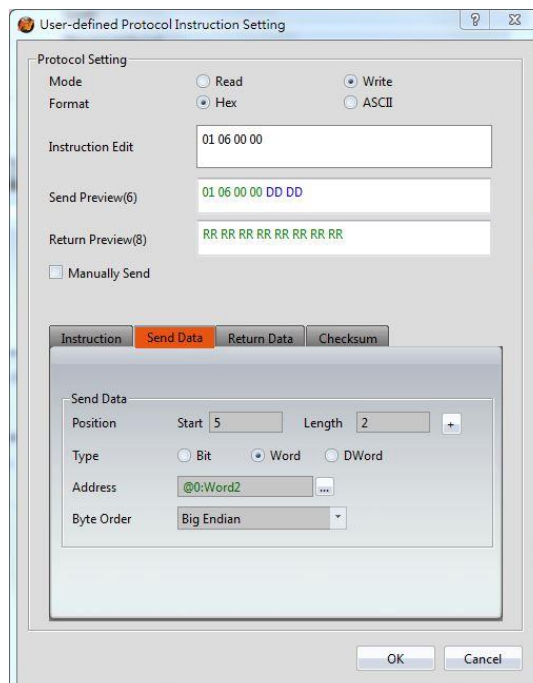 User-defined Protocol Instruction Setting
Protocol Setting
Mode Read Write
Format Hex ASCII
Instruction Edit 01 06 00 00
Send Preview(6) 01 06 00 00 DD DD
Return Preview(8) RR RR RR RR RR RR RR RR
Manually Send
Instruction Send Data Return Data Checksum
Send Data
Position Start 5 Length 2 +
Type Bit Word DWord
Address @0:Word2 ...
Byte Order Big Endian
OK Cancel